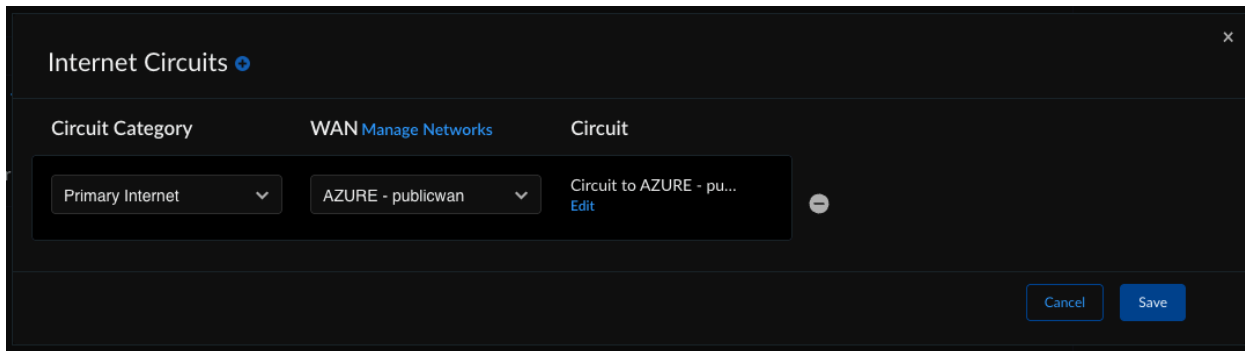 Internet Circuits
Circuit Category WAN Manage Networks Circuit
Primary Internet AZURE - publicwan Circuit to AZURE - pu...
Edit
Cancel Save